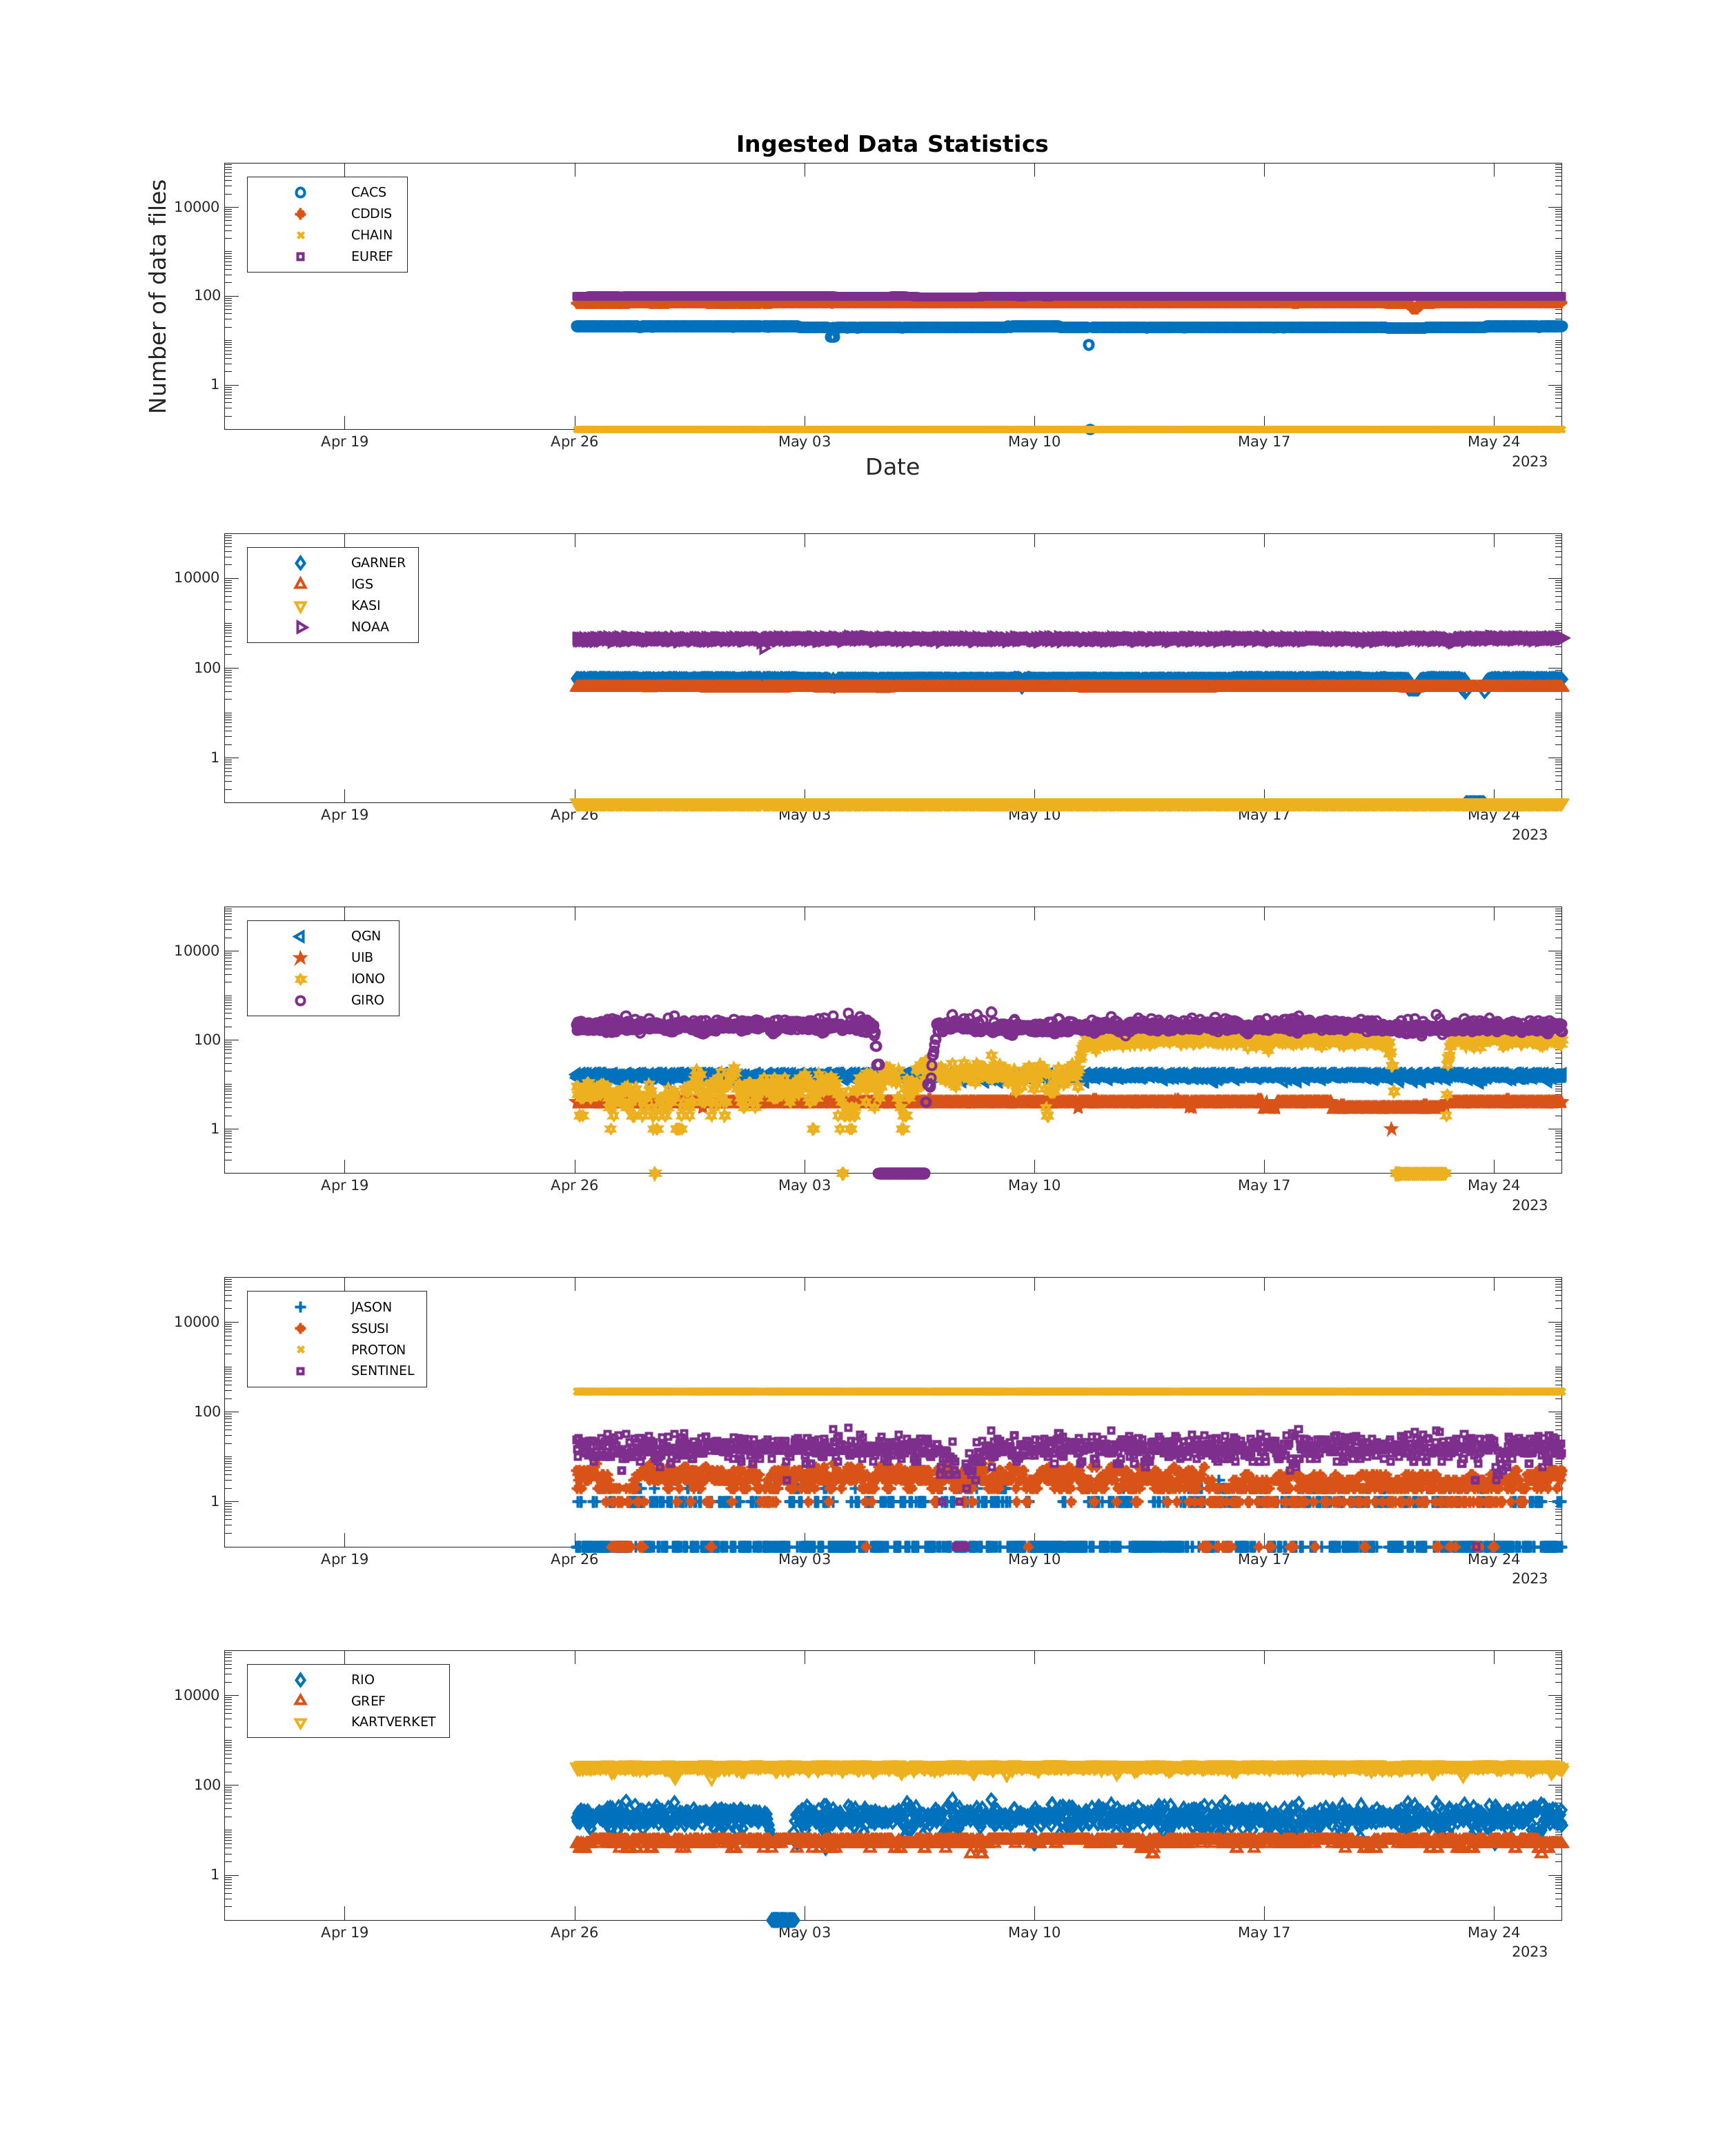 Ingested Data Statistics
Number of data files
10000
100
1
CACS
CDDIS
CHAIN
EUREF
Apr 19 Apr 26 May 03 May 10 May 17 May 24
2023
Date
10000
100
1
GARNER
IGS
KASI
NOAA
Apr 19 Apr 26 May 03 May 10 May 17 May 24
2023
10000
100
1
QGN
UIB
IONO
GIRO
Apr 19 Apr 26 May 03 May 10 May 17 May 24
2023
10000
100
1
JASON
SSUSI
PROTON
SENTINEL
Apr 19 Apr 26 May 03 May 10 May 17 May 24
2023
10000
100
1
RIO
GREF
KARTVERKET
Apr 19 Apr 26 May 03 May 10 May 17 May 24
2023